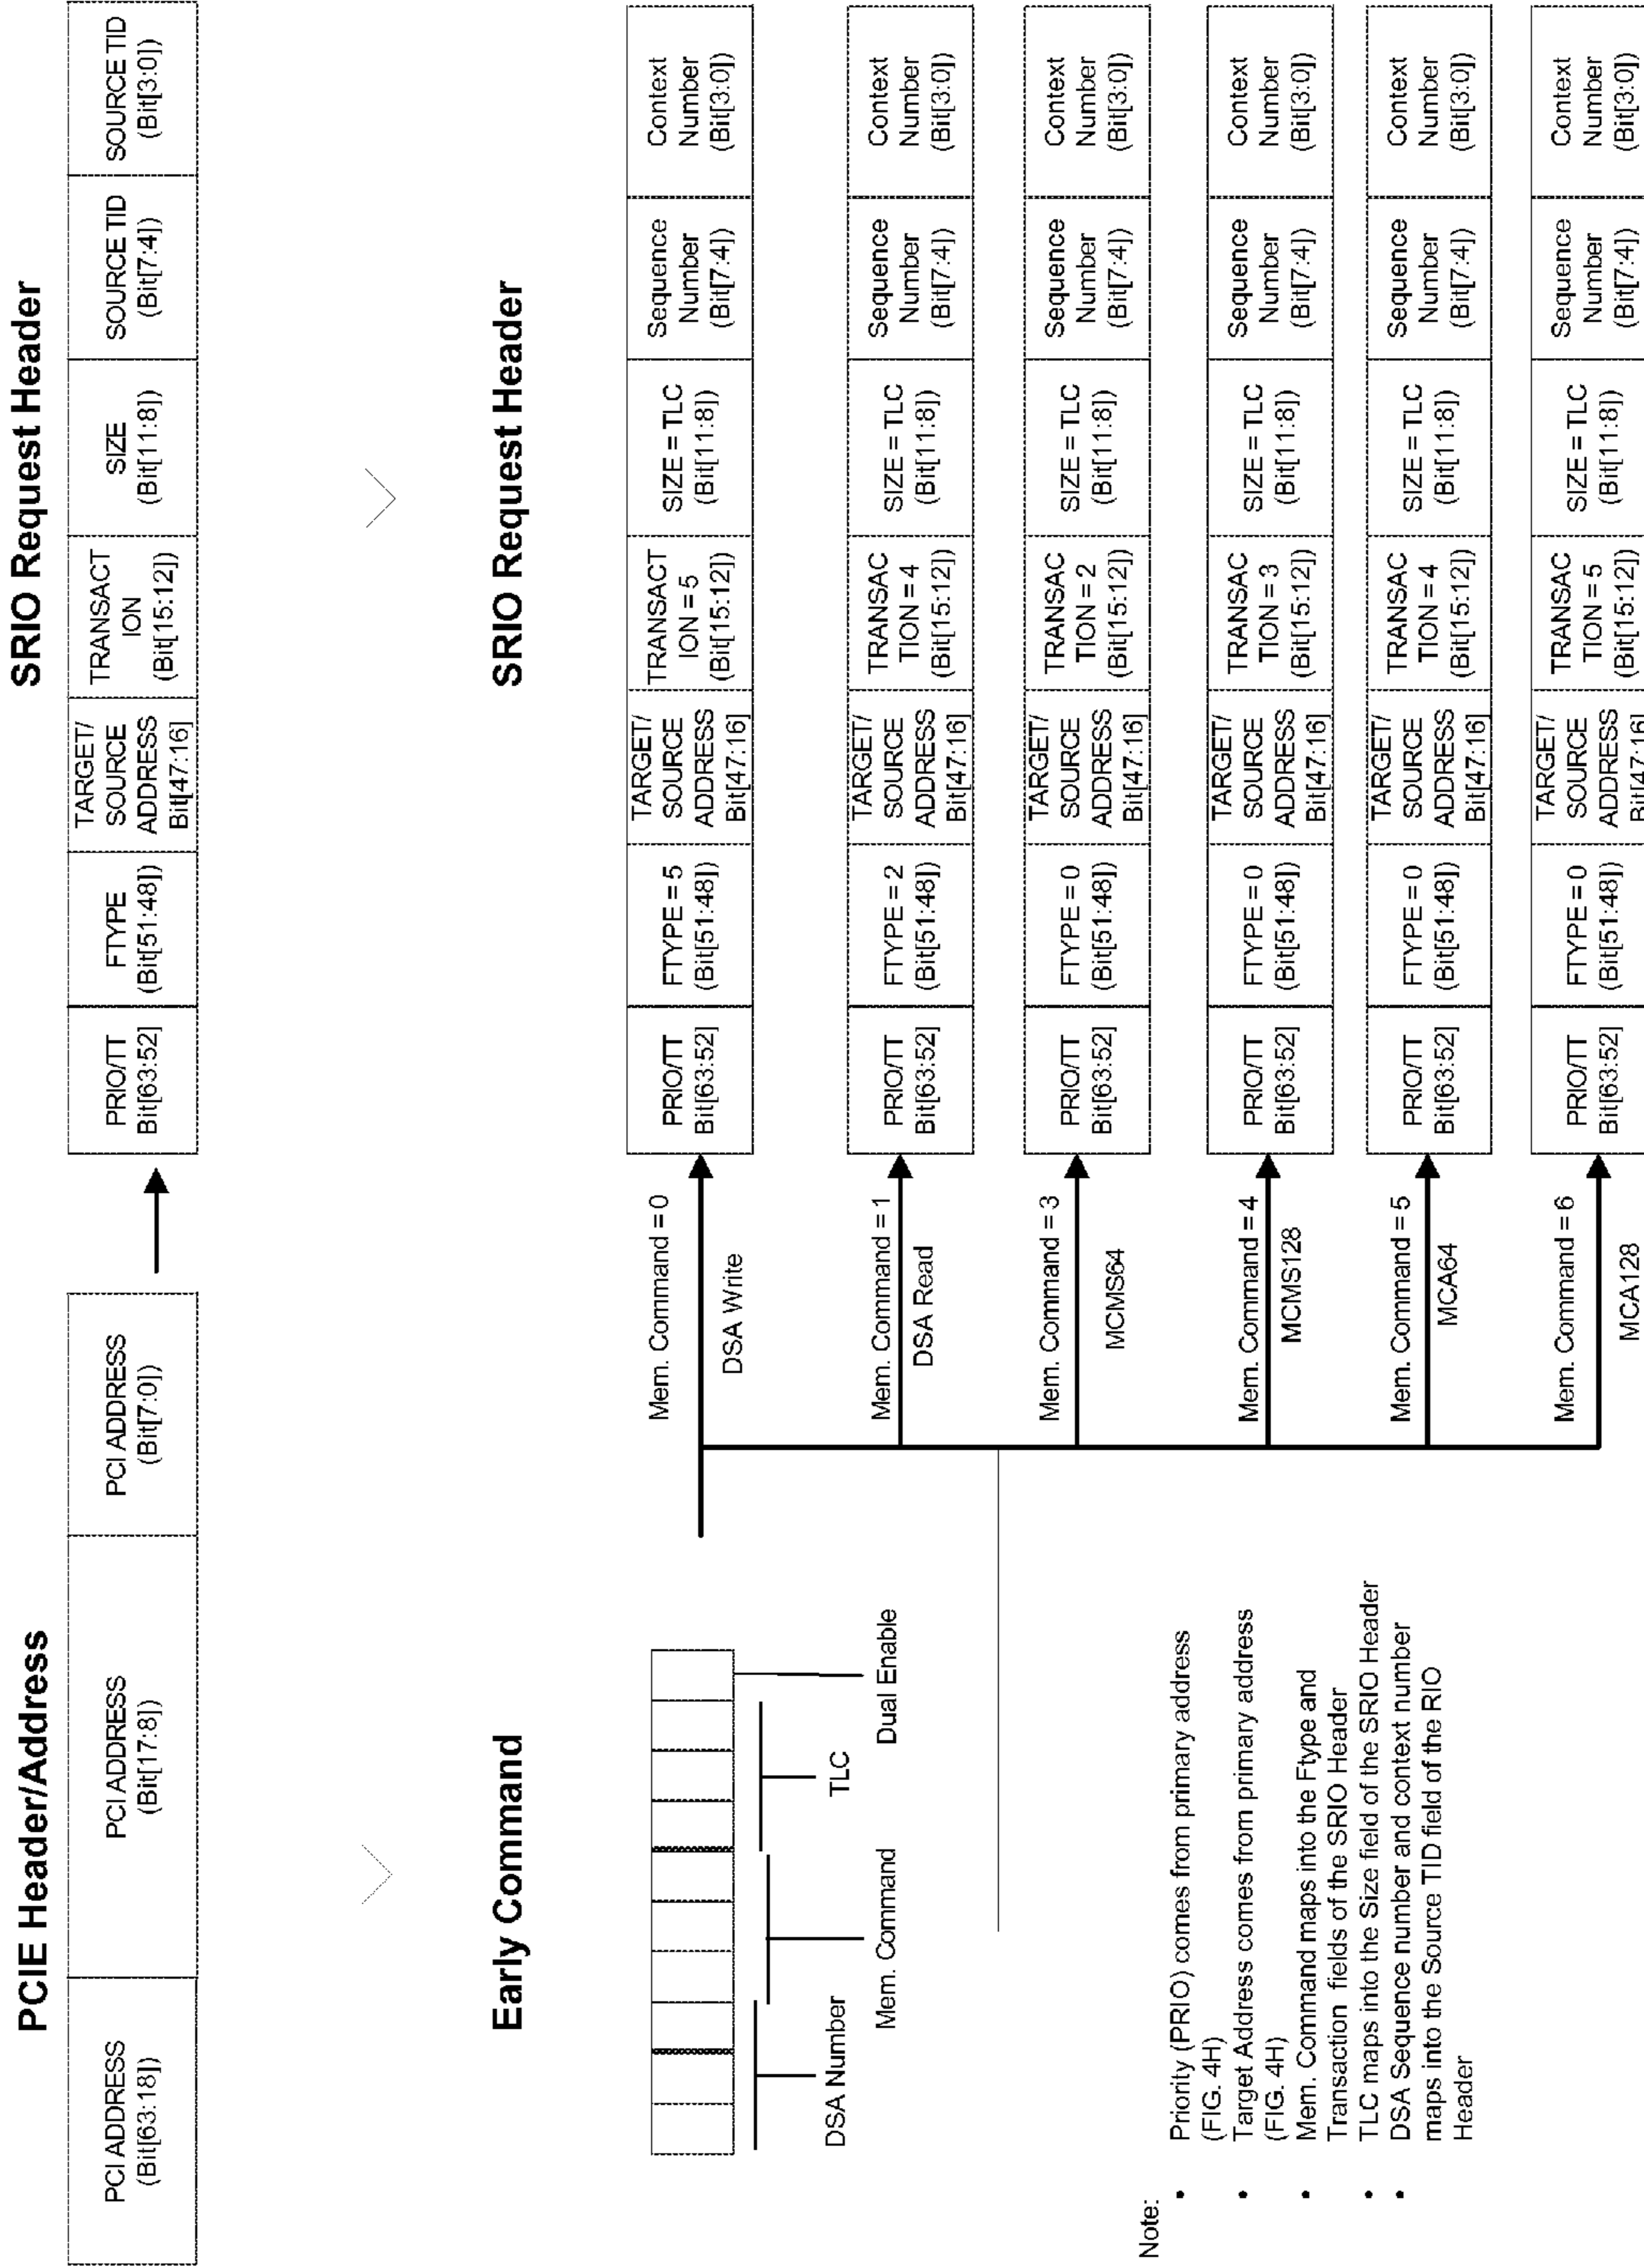 PCIE Header/Address
PCI ADDRESS
(Bit[63:18])
PCI ADDRESS
(Bit[17:8])
PCI ADDRESS
(Bit[7:0])
SRIO Request Header
PRIO/TT
Bit[63:52]
FTYPE
(Bit[51:48])
TARGET/
SOURCE
ADDRESS
Bit[47:16]
TRANSACT
ION
(Bit[15:12])
SIZE
(Bit[11:8])
SOURCE TID
(Bit[7:4])
SOURCE TID
(Bit[3:0])
Early Command
DSA Number
Mem. Command
TLC
Dual Enable
SRIO Request Header
Mem. Command = 0
DSA Write
PRIO/TT
Bit[63:52]
FTYPE = 5
(Bit[51:48])
TARGET/
SOURCE
ADDRESS
Bit[47:16]
TRANSACT
ION = 5
(Bit[15:12])
SIZE = TLC
(Bit[11:8])
Sequence
Number
(Bit[7:4])
Context
Number
(Bit[3:0])
Mem. Command = 1
DSA Read
PRIO/TT
Bit[63:52]
FTYPE = 2
(Bit[51:48])
TARGET/
SOURCE
ADDRESS
Bit[47:16]
TRANSAC
TION = 4
(Bit[15:12])
SIZE = TLC
(Bit[11:8])
Sequence
Number
(Bit[7:4])
Context
Number
(Bit[3:0])
Mem. Command = 3
MCMS64
PRIO/TT
Bit[63:52]
FTYPE = 0
(Bit[51:48])
TARGET/
SOURCE
ADDRESS
Bit[47:16]
TRANSAC
TION = 2
(Bit[15:12])
SIZE = TLC
(Bit[11:8])
Sequence
Number
(Bit[7:4])
Context
Number
(Bit[3:0])
Mem. Command = 4
MCMS128
PRIO/TT
Bit[63:52]
FTYPE = 0
(Bit[51:48])
TARGET/
SOURCE
ADDRESS
Bit[47:16]
TRANSAC
TION = 3
(Bit[15:12])
SIZE = TLC
(Bit[11:8])
Sequence
Number
(Bit[7:4])
Context
Number
(Bit[3:0])
Mem. Command = 5
MCA64
PRIO/TT
Bit[63:52]
FTYPE = 0
(Bit[51:48])
TARGET/
SOURCE
ADDRESS
Bit[47:16]
TRANSAC
TION = 4
(Bit[15:12])
SIZE = TLC
(Bit[11:8])
Sequence
Number
(Bit[7:4])
Context
Number
(Bit[3:0])
Mem. Command = 6
MCA128
PRIO/TT
Bit[63:52]
FTYPE = 0
(Bit[51:48])
TARGET/
SOURCE
ADDRESS
Bit[47:16]
TRANSAC
TION = 5
(Bit[15:12])
SIZE = TLC
(Bit[11:8])
Sequence
Number
(Bit[7:4])
Context
Number
(Bit[3:0])
Note:
• Priority (PRIO) comes from primary address
(FIG. 4H)
• Target Address comes from primary address
(FIG. 4H)
• Mem. Command maps into the Ftype and
Transaction fields of the SRIO Header
• TLC maps into the Size field of the SRIO Header
• DSA Sequence number and context number
maps into the Source TID field of the RIO
Header